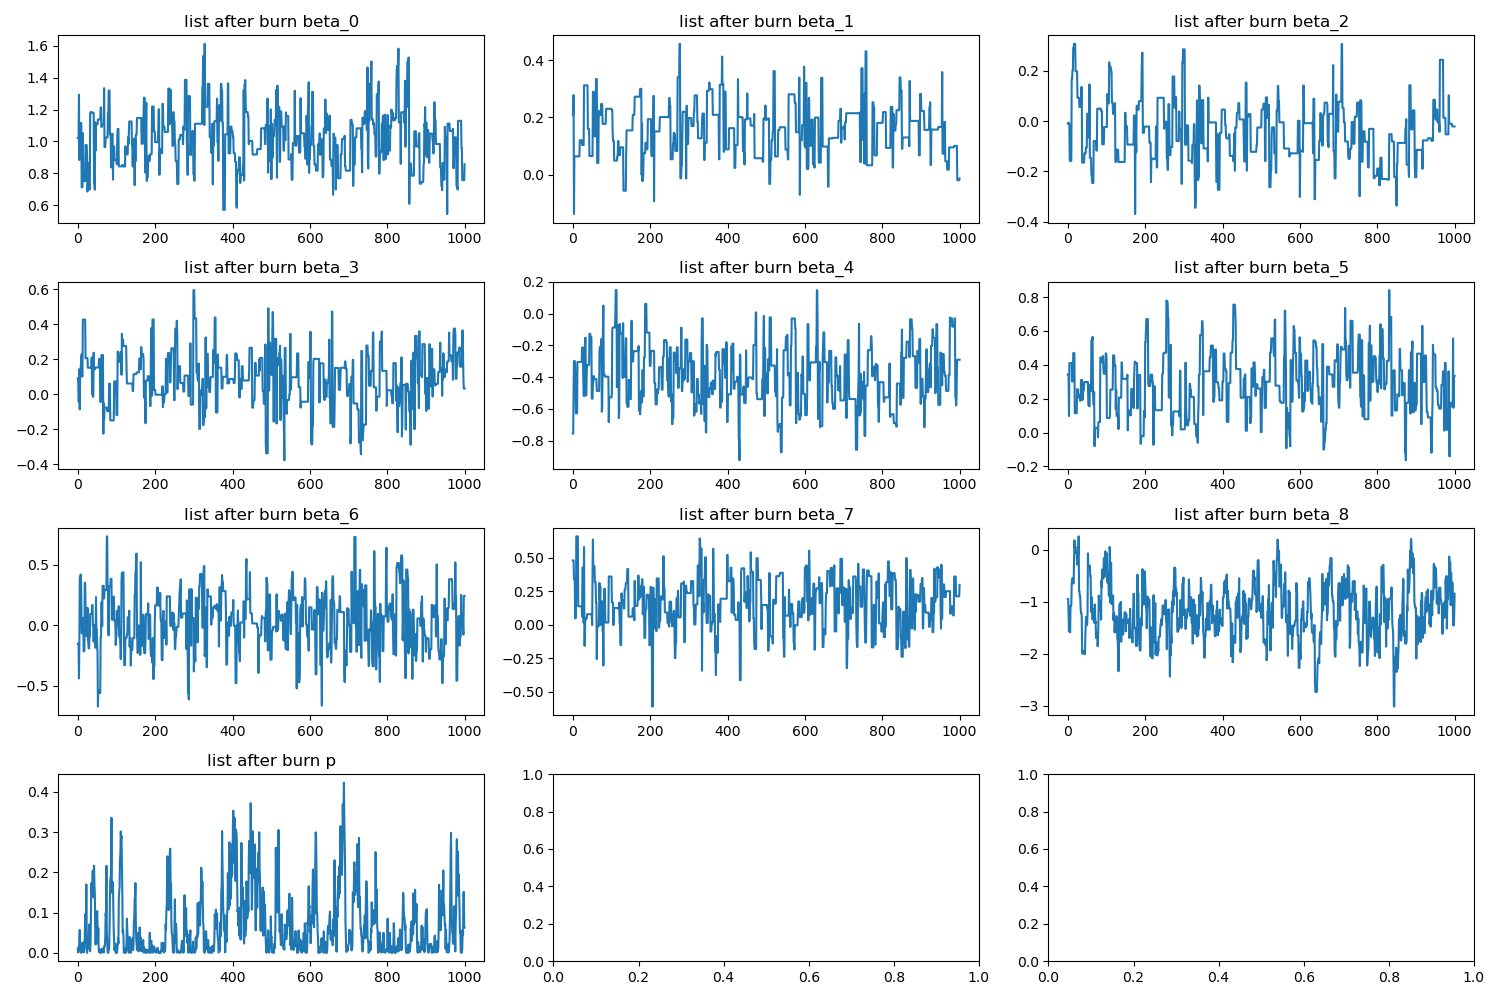 list after burn beta_0
1.6
1.4
1.2
1.0
0.8
0.6
0 200 400 600 800 1000
list after burn beta_1
0.4
0.2
0.0
0 200 400 600 800 1000
list after burn beta_2
0.2
0.0
−0.2
−0.4
0 200 400 600 800 1000
list after burn beta_3
0.6
0.4
0.2
0.0
−0.2
−0.4
0 200 400 600 800 1000
list after burn beta_4
0.2
0.0
−0.2
−0.4
−0.6
−0.8
0 200 400 600 800 1000
list after burn beta_5
0.8
0.6
0.4
0.2
0.0
−0.2
0 200 400 600 800 1000
list after burn beta_6
0.5
0.0
−0.5
0 200 400 600 800 1000
list after burn beta_7
0.50
0.25
0.00
−0.25
−0.50
0 200 400 600 800 1000
list after burn beta_8
0
−1
−2
−3
0 200 400 600 800 1000
list after burn p
0.4
0.3
0.2
0.1
0.0
0 200 400 600 800 1000
1.0
0.8
0.6
0.4
0.2
0.0
0.0 0.2 0.4 0.6 0.8 1.0
1.0
0.8
0.6
0.4
0.2
0.0
0.0 0.2 0.4 0.6 0.8 1.0